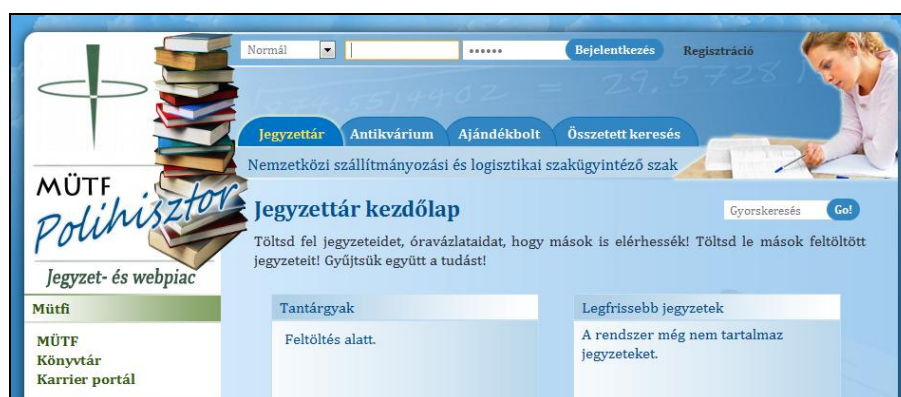 Normál
••••••
Bejelentkezés
Regisztráció
Jegyzettár
Antikvárium
Ajándékbolt
Összetett keresés
Nemzetközi szállítmányozási és logisztikai szakügyintéző szak
MÜTF
Polihisztor
Jegyzet- és webpiac
Mütfi
MÜTF
Könyvtár
Karrier portál
Jegyzettár kezdőlap
Gyorskeresés
Go!
Töltsd fel jegyzeteidet, óravázlataidat, hogy mások is elérhessék! Töltsd le mások feltöltött
jegyzeteit! Gyűjtsük együtt a tudást!
Tantárgyak
Feltöltés alatt.
Legfrissebb jegyzetek
A rendszer még nem tartalmaz
jegyzeteket.